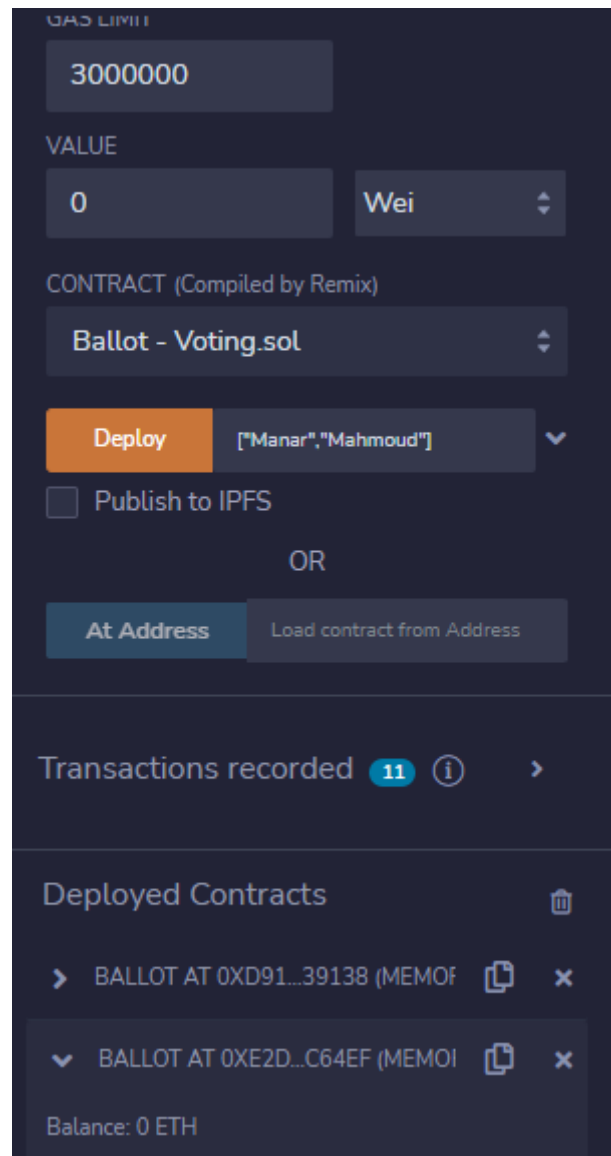 GAS LIMIT
3000000
VALUE
0 Wei
CONTRACT (Compiled by Remix)
Ballot - Voting.sol
Deploy ["Manar","Mahmoud"]
Publish to IPFS
OR
At Address Load contract from Address
Transactions recorded 11 i
Deployed Contracts
BALLOT AT 0XD91...39138 (MEMOR
BALLOT AT 0XE2D...C64EF (MEMOI
Balance: 0 ETH